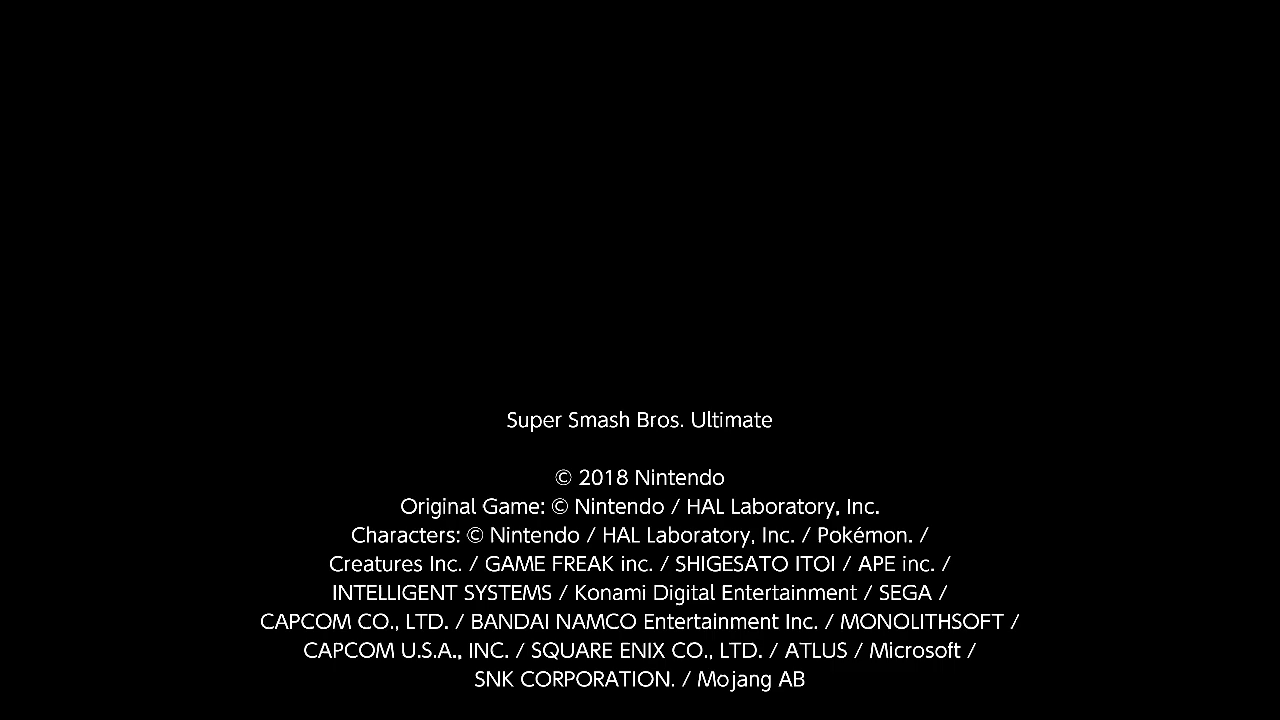 Super Smash Bros. Ultimate
© 2018 Nintendo
Original Game: © Nintendo / HAL Laboratory, Inc.
Characters: © Nintendo / HAL Laboratory, Inc. / Pokémon. /
Creatures Inc. / GAME FREAK inc. / SHIGESATO ITOI / APE inc. /
INTELLIGENT SYSTEMS / Konami Digital Entertainment / SEGA /
CAPCOM CO., LTD. / BANDAI NAMCO Entertainment Inc. / MONOLITHSOFT /
CAPCOM U.S.A., INC. / SQUARE ENIX CO., LTD. / ATLUS / Microsoft /
SNK CORPORATION. / Mojang AB